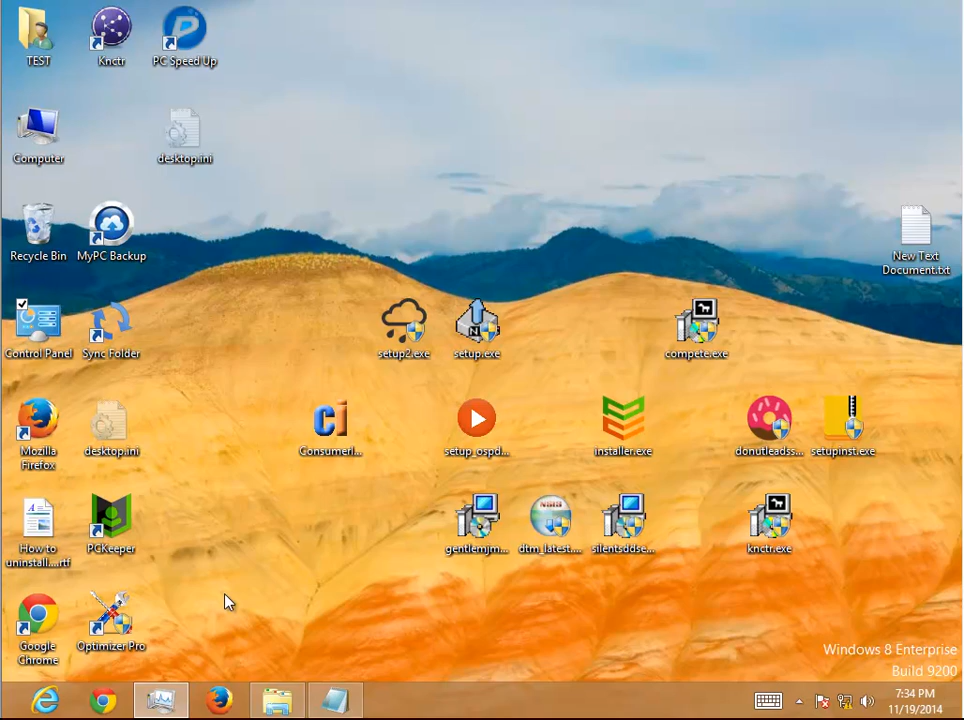 TEST
Knctr
PC Speed Up
Computer
desktop.ini
Recycle Bin
MyPC Backup
New Text
Document.txt
Control Panel
Sync Folder
setup2.exe
setup.exe
compete.exe
Mozilla
Firefox
desktop.ini
Consumeri...
setup_ospd...
installer.exe
donutleadss...
setupinst.exe
How to
uninstall....rtf
PCKeeper
gentlemjm...
dtm_latest....
silentsddse...
knctr.exe
Google
Chrome
Optimizer Pro
Windows 8 Enterprise
Build 9200
7:34 PM
11/19/2014